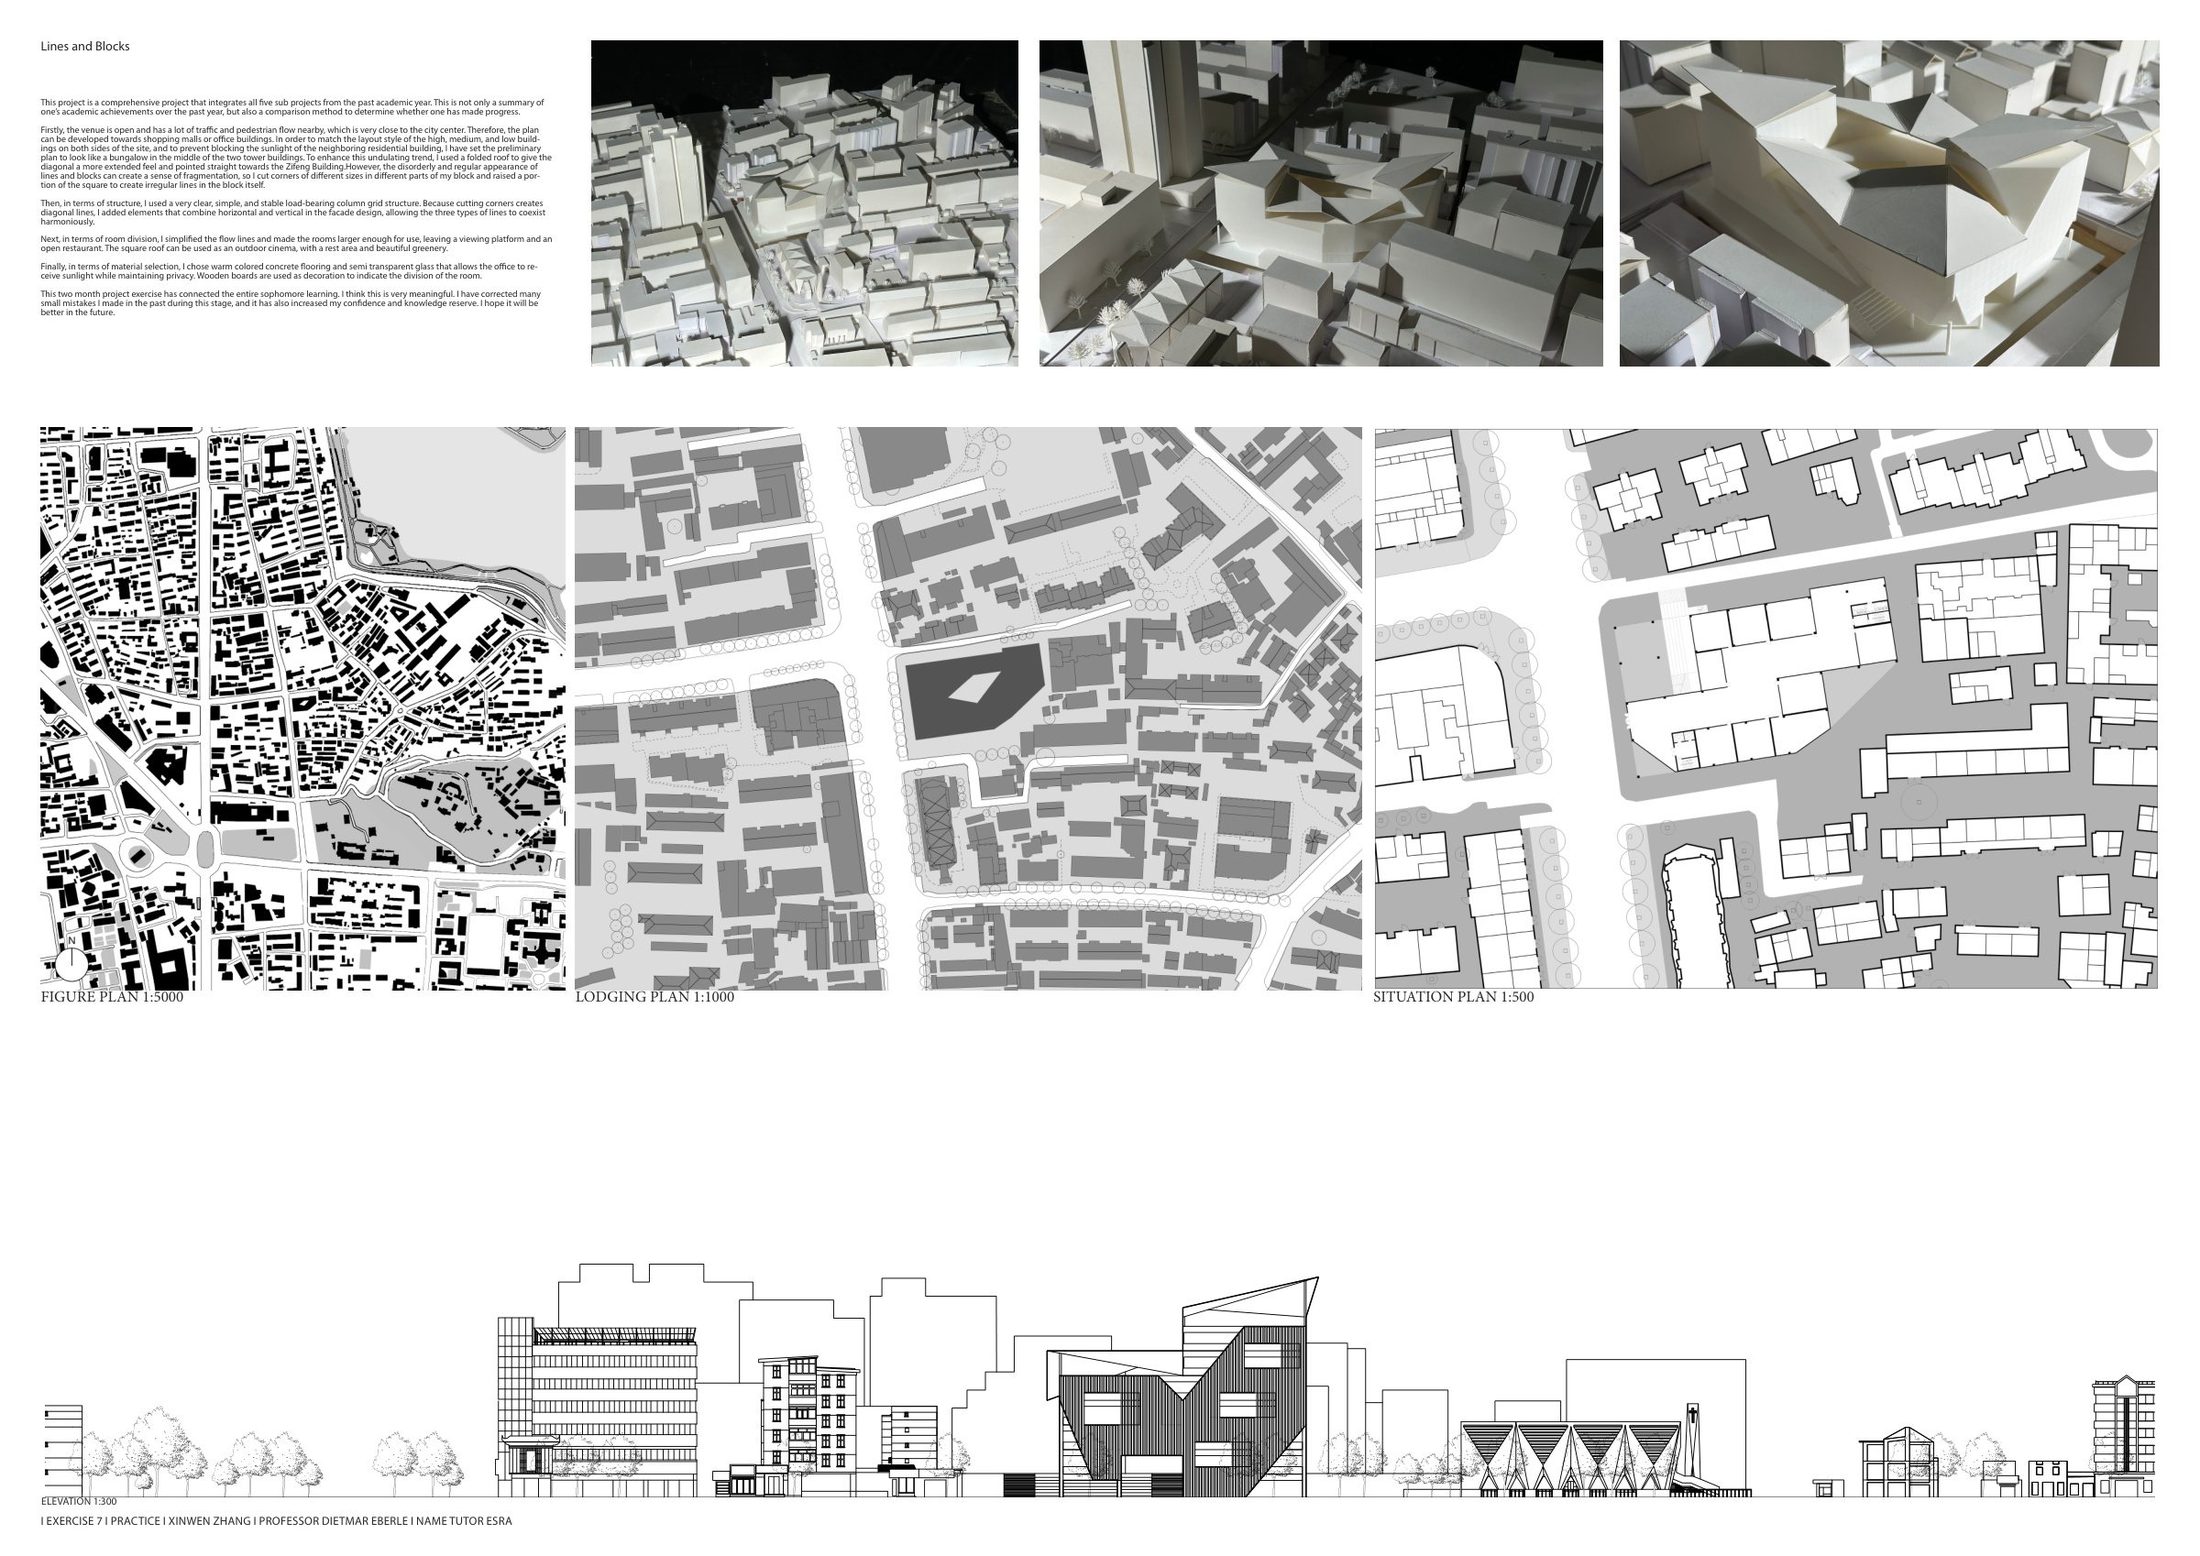 Lines and Blocks
This project is a comprehensive project that integrates all five sub projects from the past academic year. This is not only a summary of
one's academic achievements over the past year, but also a comparison method to determine whether one has made progress.
Firstly, the venue is open and has a lot of traffic and pedestrian flow nearby, which is very close to the city center. Therefore, the plan
can be developed towards shopping malls or office buildings. In order to match the layout style of the high, medium, and low build-
ings on both sides of the site, and to prevent blocking the sunlight of the neighboring residential building, I have set the preliminary
plan to look like a bungalow in the middle of the two tower buildings. To enhance this undulating trend, I used a folded roof to give the
diagonal a more extended feel and pointed straight towards the Zifeng Building.However, the disorderly and regular appearance of
lines and blocks can create a sense of fragmentation, so I cut corners of different sizes in different parts of my block and raised a por-
tion of the square to create irregular lines in the block itself.
Then, in terms of structure, I used a very clear, simple, and stable load-bearing column grid structure. Because cutting corners creates
diagonal lines, I added elements that combine horizontal and vertical in the facade design, allowing the three types of lines to coexist
harmoniously.
Next, in terms of room division, I simplified the flow lines and made the rooms larger enough for use, leaving a viewing platform and an
open restaurant. The square roof can be used as an outdoor cinema, with a rest area and beautiful greenery.
Finally, in terms of material selection, I chose warm colored concrete flooring and semi transparent glass that allows the office to re-
ceive sunlight while maintaining privacy. Wooden boards are used as decoration to indicate the division of the room.
This two month project exercise has connected the entire sophomore learning. I think this is very meaningful. I have corrected many
small mistakes I made in the past during this stage, and it has also increased my confidence and knowledge reserve. I hope it will be
better in the future.
N
FIGURE PLAN 1:5000
LODGING PLAN 1:1000
SITUATION PLAN 1:500
ELEVATION 1:300
I EXERCISE 7 I PRACTICE I XINWEN ZHANG I PROFESSOR DIETMAR EBERLE I NAME TUTOR ESRA